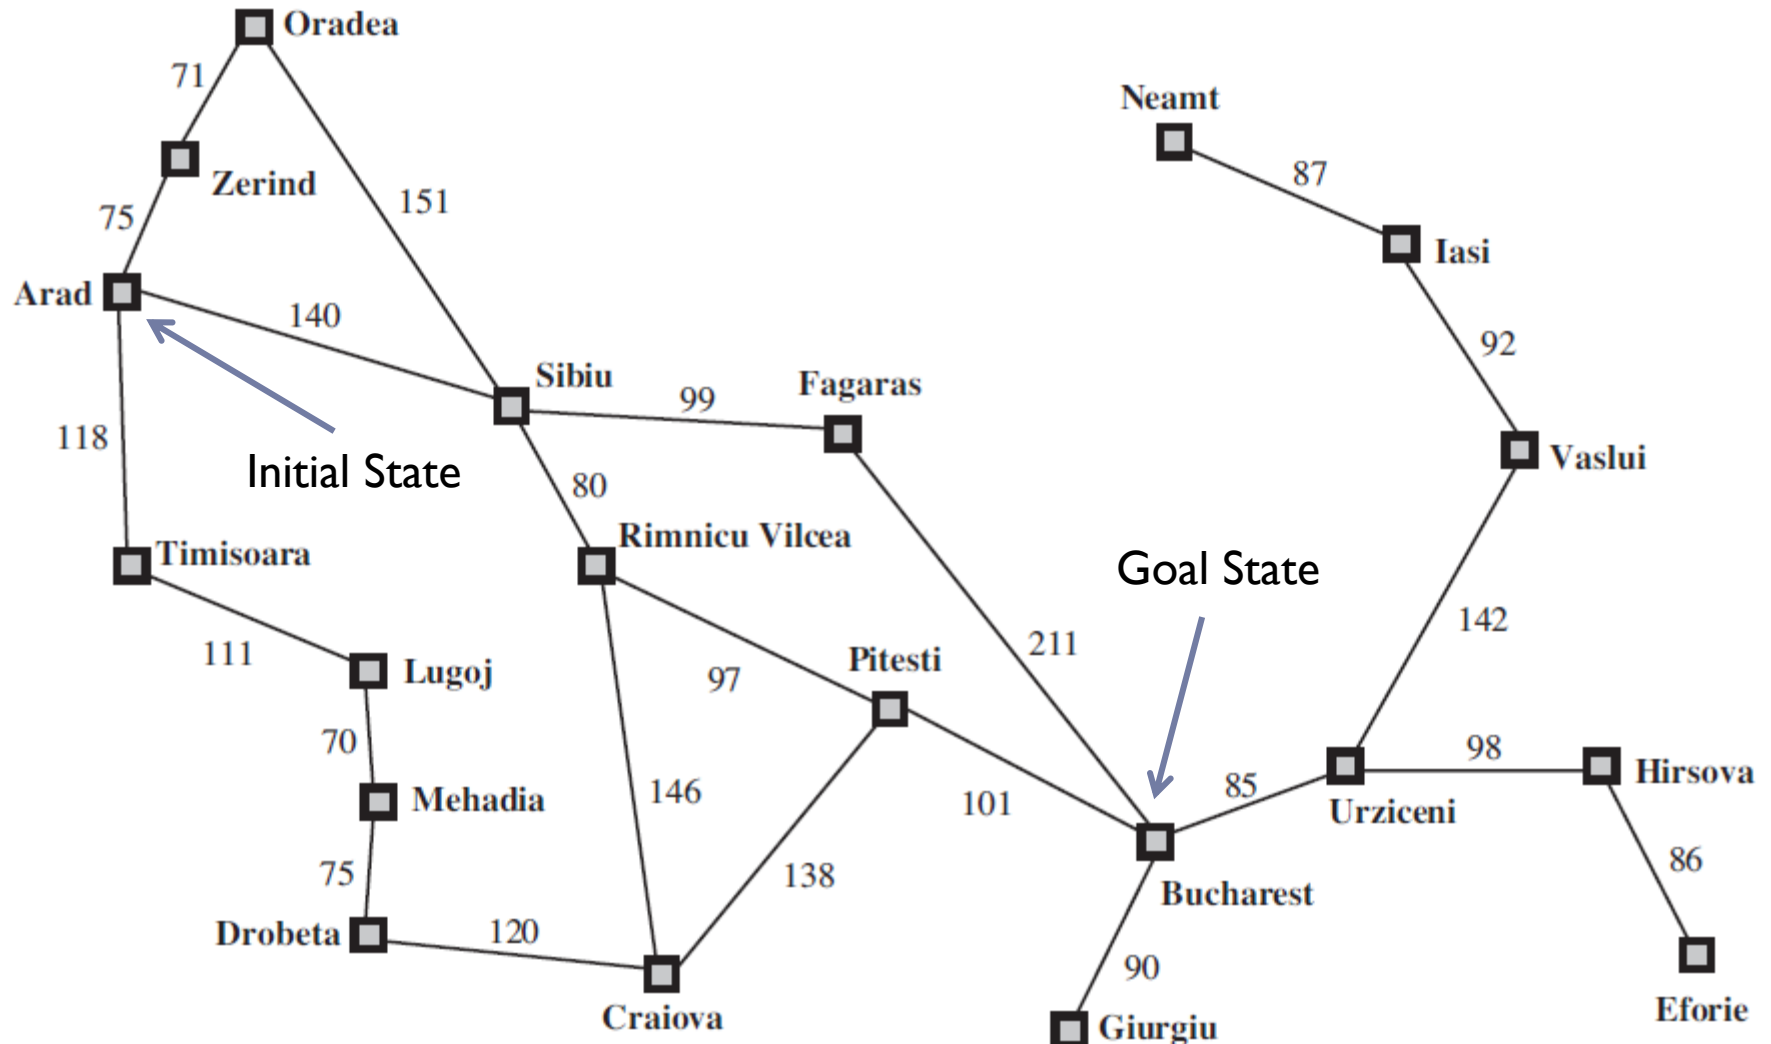 Oradea
71
Neamt
87
Zerind
151
75
Iasi
Arad
140
92
Sibiu
Fagaras
99
118
Initial State
Vaslui
80
Rimnicu Vilcea
Timisoara
Goal State
142
211
111
Lugoj
97
Pitesti
70
98
Hirsova
Mehadia
146
101
85
Urziceni
75
138
86
Bucharest
Drobeta
120
90
Craiova
Giurgiu
Eforie